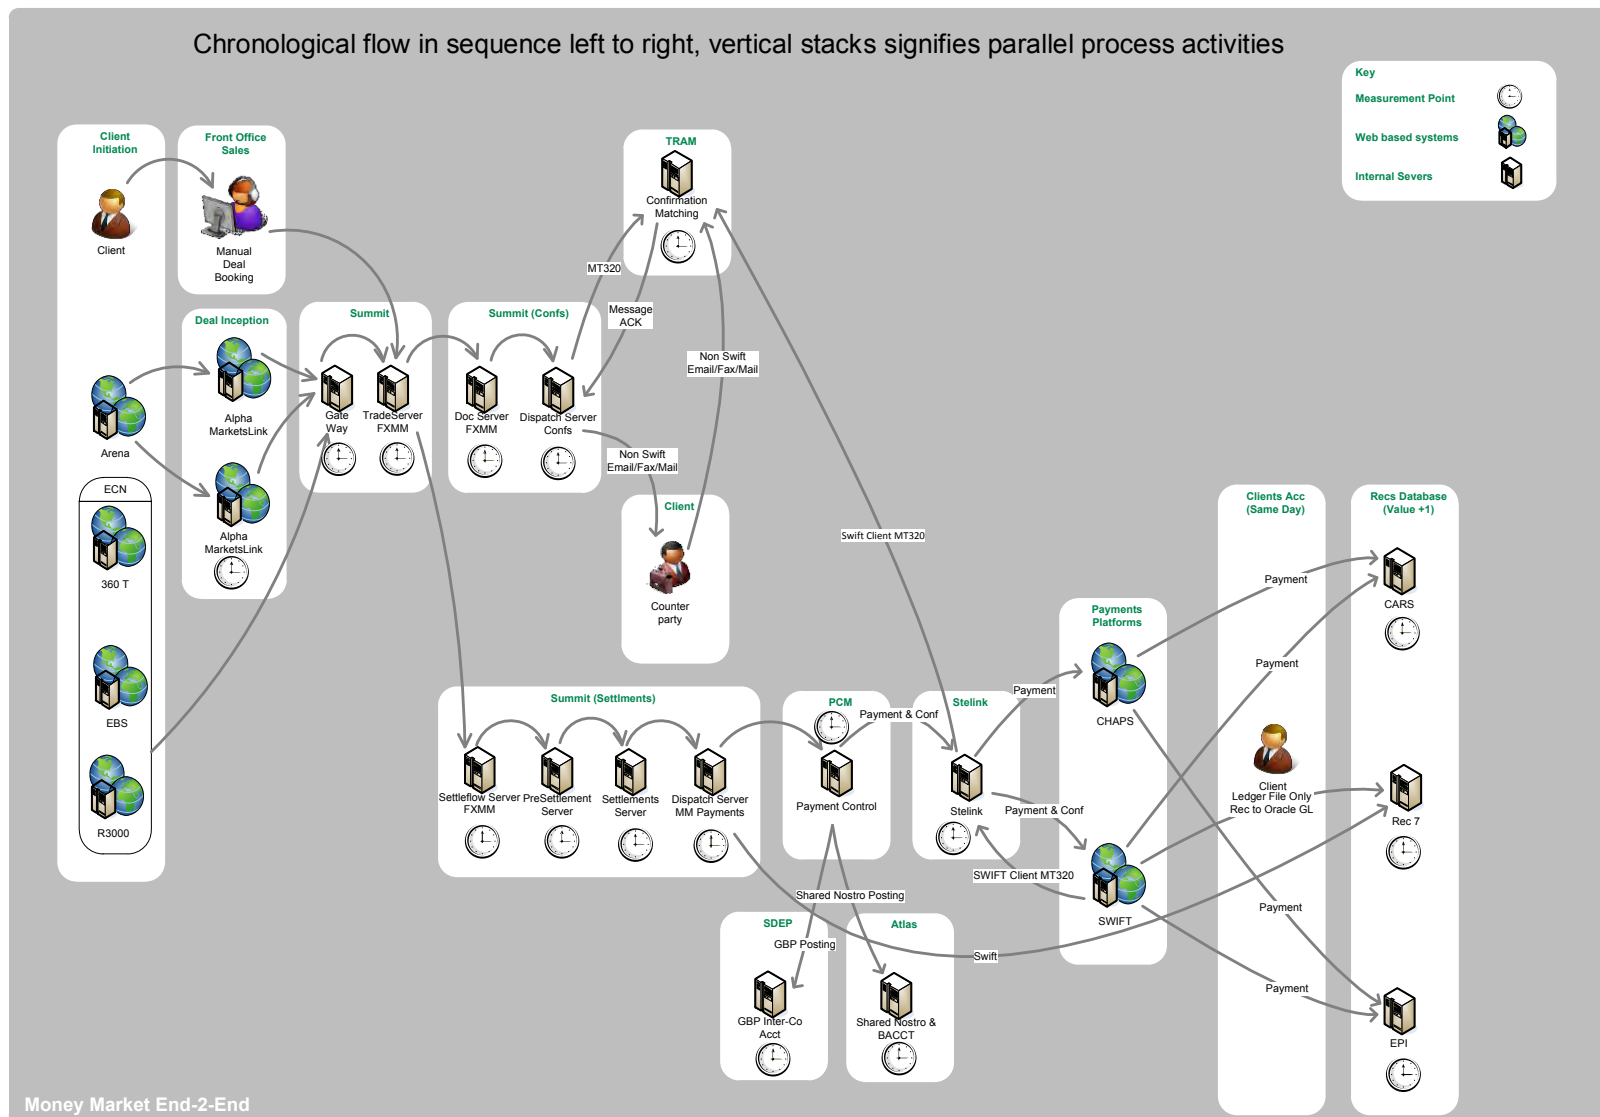 Chronological flow in sequence left to right, vertical stacks signifies parallel process activities
Key
Measurement Point
Web based systems
Internal Severs
Client
Initiation
Client
Arena
ECN
360 T
EBS
R3000
Front Office
Sales
Manual
Deal
Booking
Deal Inception
Alpha
MarketsLink
Alpha
MarketsLink
Summit
Gate
Way
TradeServer
FXMM
Summit (Confs)
Doc Server
FXMM
Dispatch Server
Confs
TRAM
Confirmation
Matching
MT320
Message
ACK
Non Swift
Email/Fax/Mail
Non Swift
Email/Fax/Mail
Client
Counter
party
Swift Client MT320
Summit (Settlments)
Settleflow Server
FXMM
PreSettlement
Server
Settlements
Server
Dispatch Server
MM Payments
PCM
Payment Control
Payment & Conf
Stelink
Stelink
Payment
Payment & Conf
SWIFT Client MT320
Shared Nostro Posting
GBP Posting
SDEP
GBP Inter-Co
Acct
Atlas
Shared Nostro &
BACCT
Swift
Payments
Platforms
CHAPS
SWIFT
Clients Acc
(Same Day)
Payment
Payment
Client
Ledger File Only
Rec to Oracle GL
Payment
Payment
Recs Database
(Value +1)
CARS
Rec 7
EPI
Money Market End-2-End